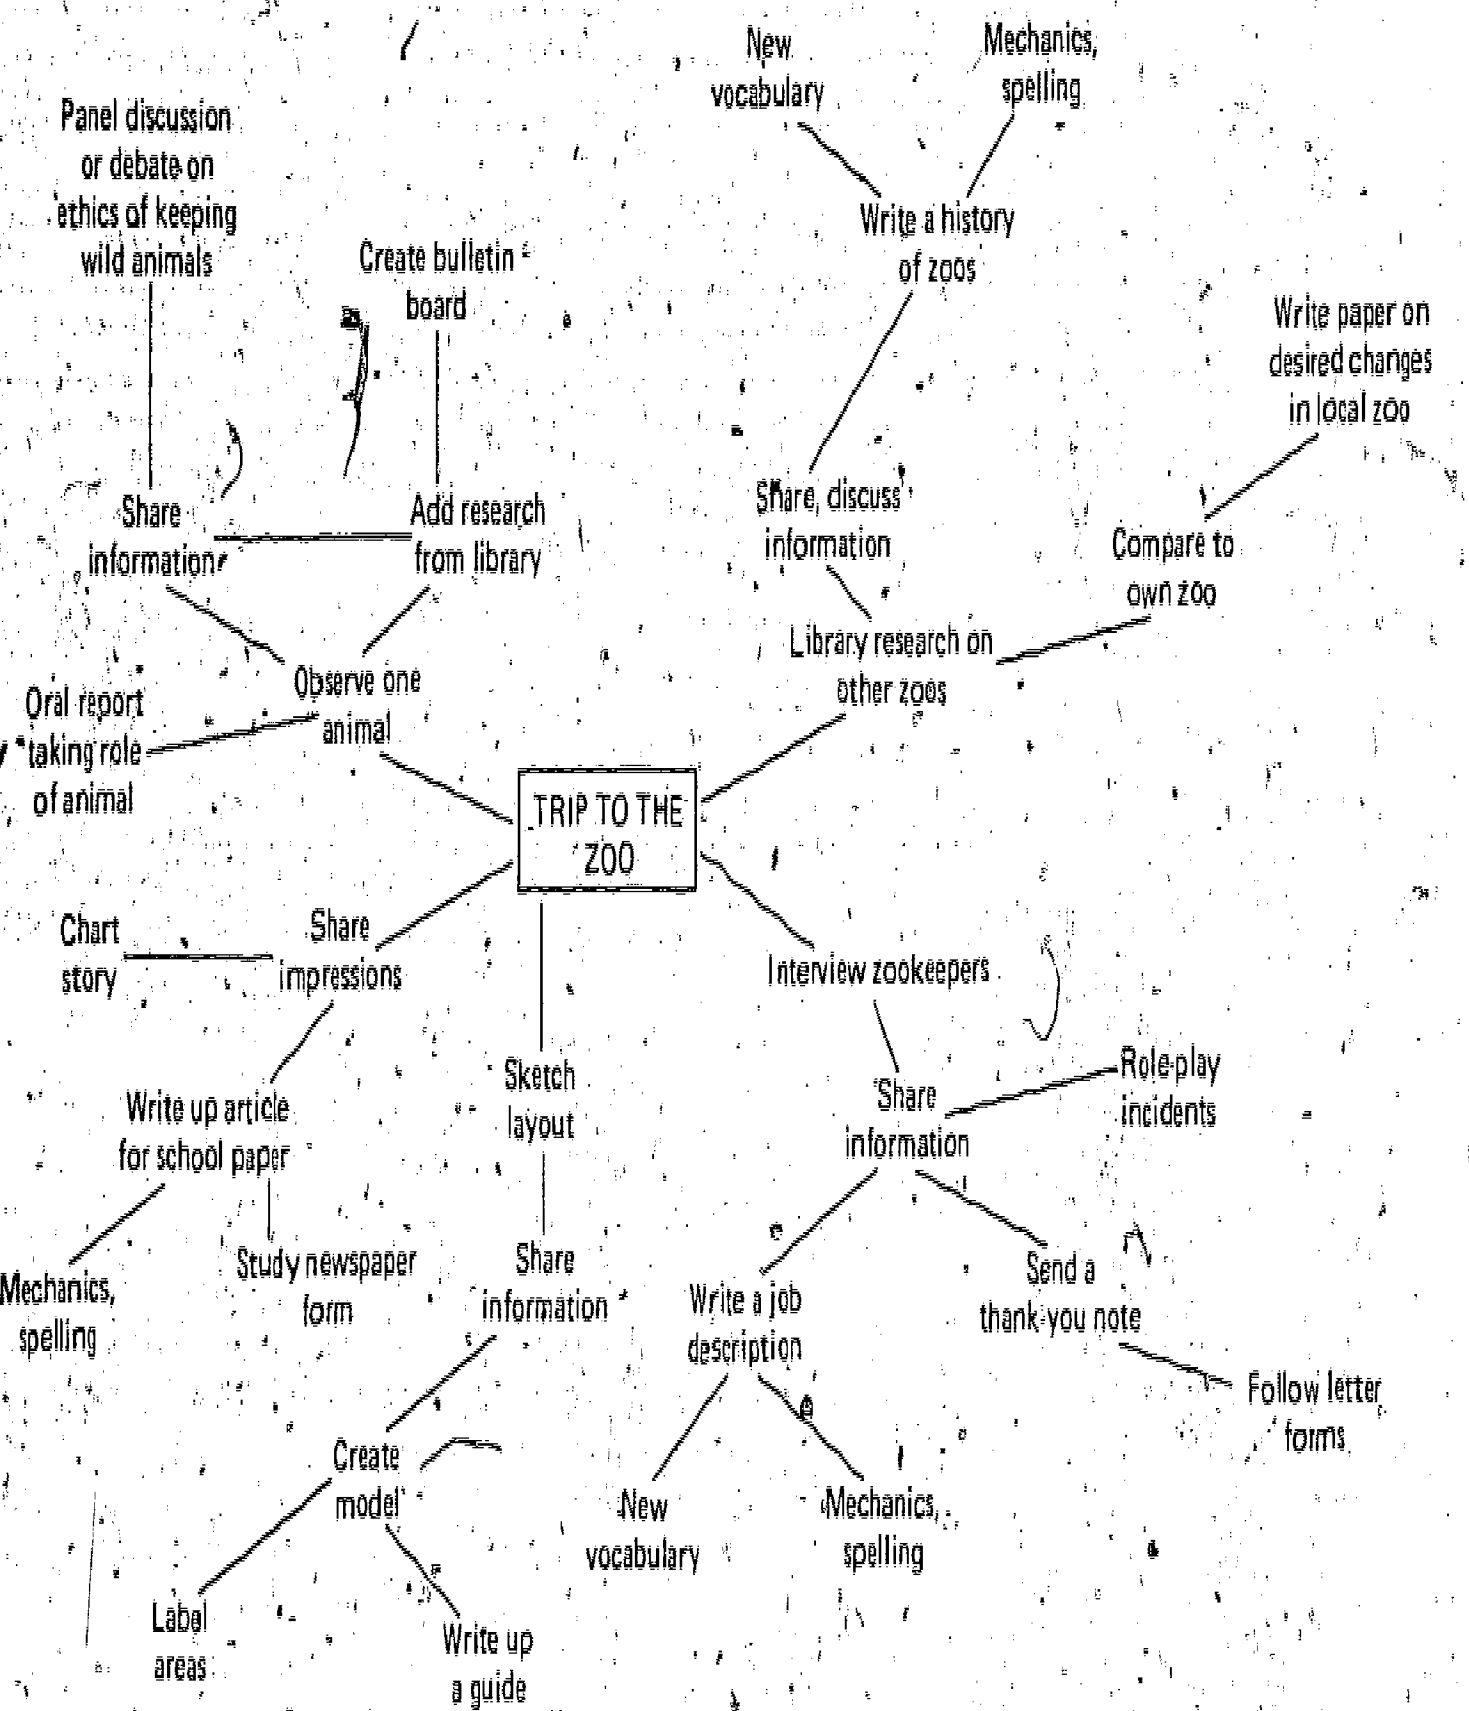 New
vocabulary
Mechanics,
spelling
Panel discussion
or debate on
ethics of keeping
wild animals
Create bulletin
board
Write a history
of zoos
Write paper on
desired changes
in local zoo
Share
information
Add research
from library
Share, discuss
information
Compare to
own zoo
Library research on
other zoos
Observe one
animal
Oral report
taking role
of animal
TRIP TO THE
ZOO
Chart
story
Share
impressions
Interview zookeepers
Sketch
layout
Share
information
Role-play
incidents
Write up article
for school paper
Mechanics,
spelling
Study newspaper
form
Share
information
Write a job
description
Send a
thank-you note
Follow letter
forms
Create
model
New
vocabulary
Mechanics,
spelling
Label
areas
Write up
a guide